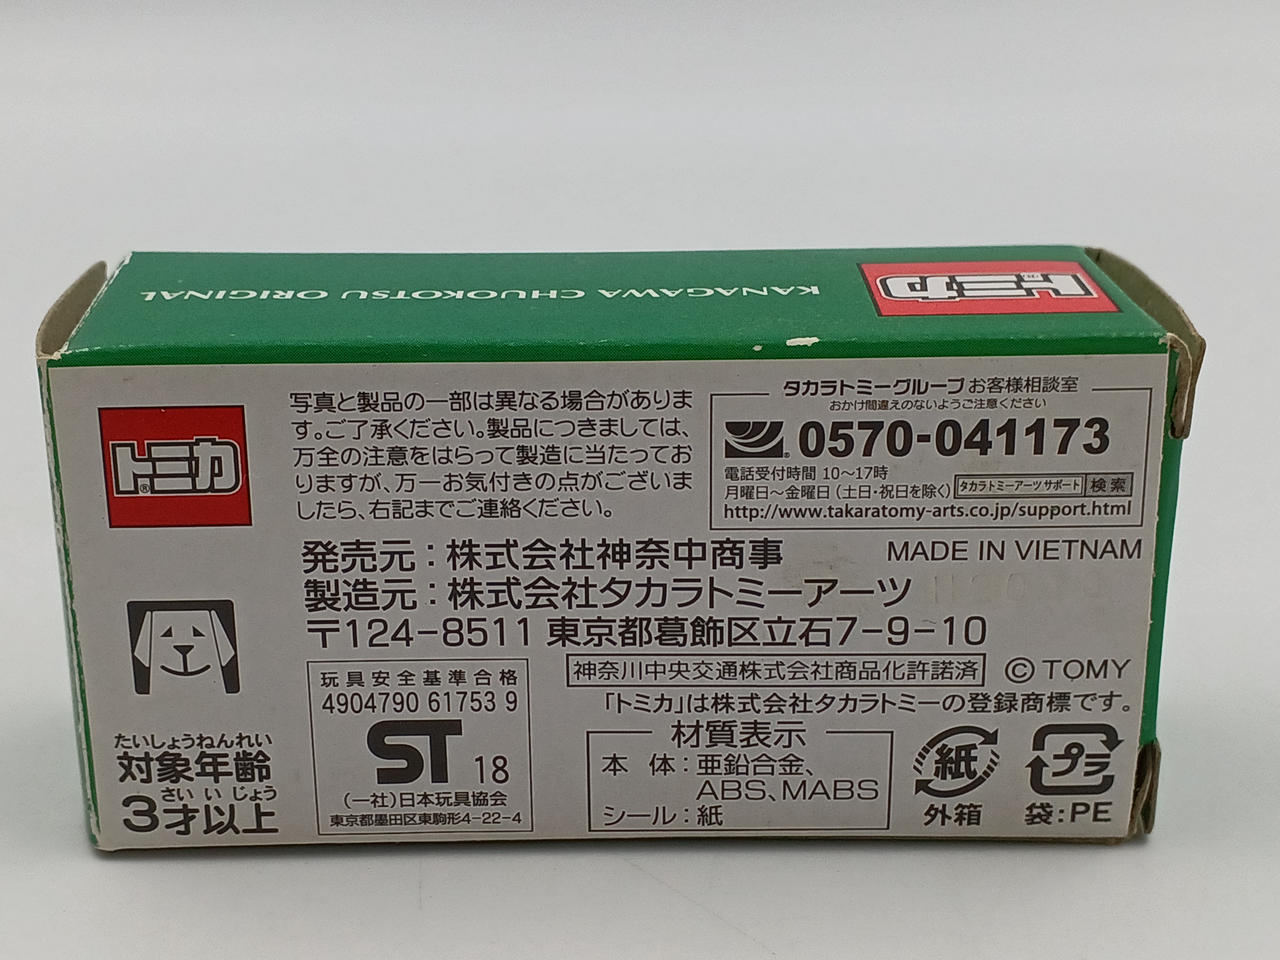 KANAGAWA CHUOKOTSU ORIGINAL
トミカ
トミカ®
写真と製品の一部は異なる場合がありま
す。ご了承ください。製品につきましては、
万全の注意をはらって製造に当たってお
りますが、万一お気付きの点がございま
したら、右記までご連絡ください。
タカラトミーグループ お客様相談室
おかけ間違えのないようご注意ください
0570-041173
電話受付時間 10〜17時
月曜日〜金曜日(土日・祝日を除く) タカラトミーアーツ サポート 検索
http://www.takaratomy-arts.co.jp/support.html
発売元:株式会社神奈中商事
MADE IN VIETNAM
製造元:株式会社タカラトミーアーツ
〒124-8511 東京都葛飾区立石7-9-10
神奈川中央交通株式会社商品化許諾済
© TOMY
「トミカ」は株式会社タカラトミーの登録商標です。
たいしょうねんれい
対象年齢
さい いじょう
3才以上
玩具安全基準合格
4904790 61753 9
ST 18
(一社)日本玩具協会
東京都墨田区東駒形4-22-4
材質表示
本 体:亜鉛合金、
ABS、MABS
シール:紙
紙
外箱
プラ
袋:PE